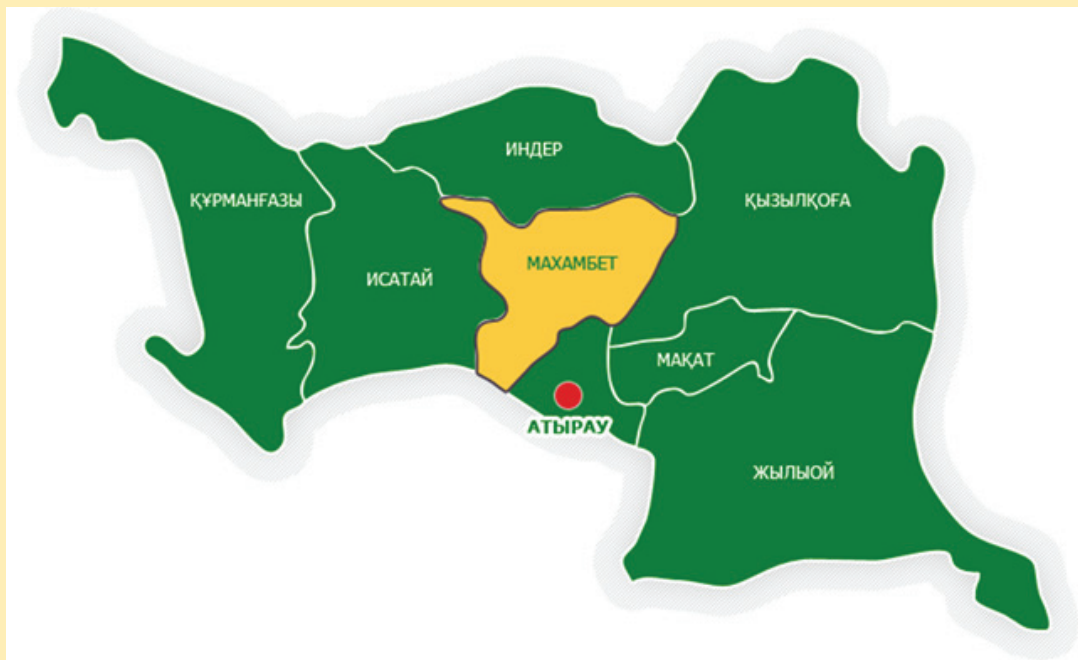 ИНДЕР
ҚҰРМАНҒАЗЫ
ҚЫЗЫЛҚОҒА
МАХАМБЕТ
ИСАТАЙ
МАҚАТ
АТЫРАУ
ЖЫЛЫОЙ